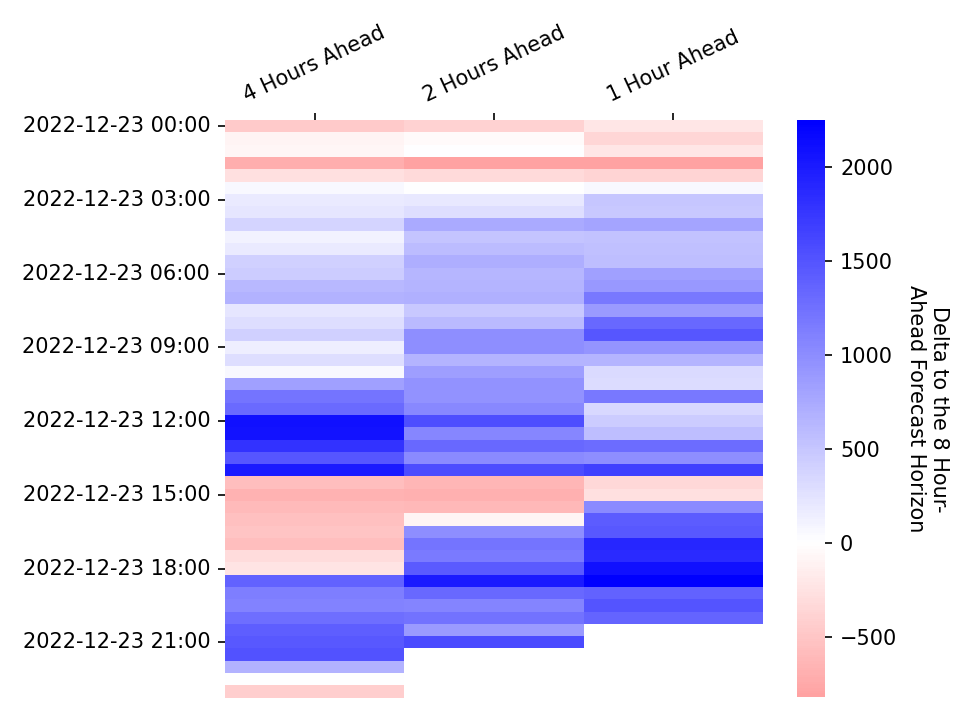 4 Hours Ahead
2 Hours Ahead
1 Hour Ahead
2022-12-23 00:00
2022-12-23 03:00
2022-12-23 06:00
2022-12-23 09:00
2022-12-23 12:00
2022-12-23 15:00
2022-12-23 18:00
2022-12-23 21:00
2000
1500
1000
500
0
−500
Delta to the 8 Hour-
Ahead Forecast Horizon